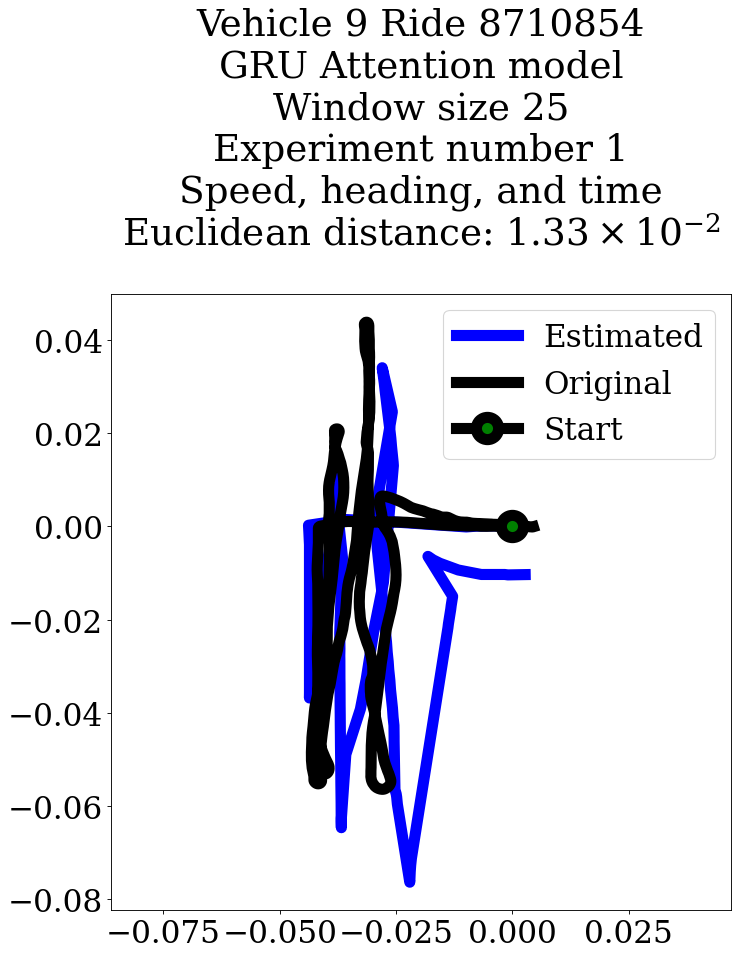 Vehicle 9 Ride 8710854
GRU Attention model
Window size 25
Experiment number 1
Speed, heading, and time
Euclidean distance: 1.33 × 10⁻²
Estimated
Original
Start
0.04
0.02
0.00
−0.02
−0.04
−0.06
−0.08
−0.075 −0.050 −0.025 0.000 0.025